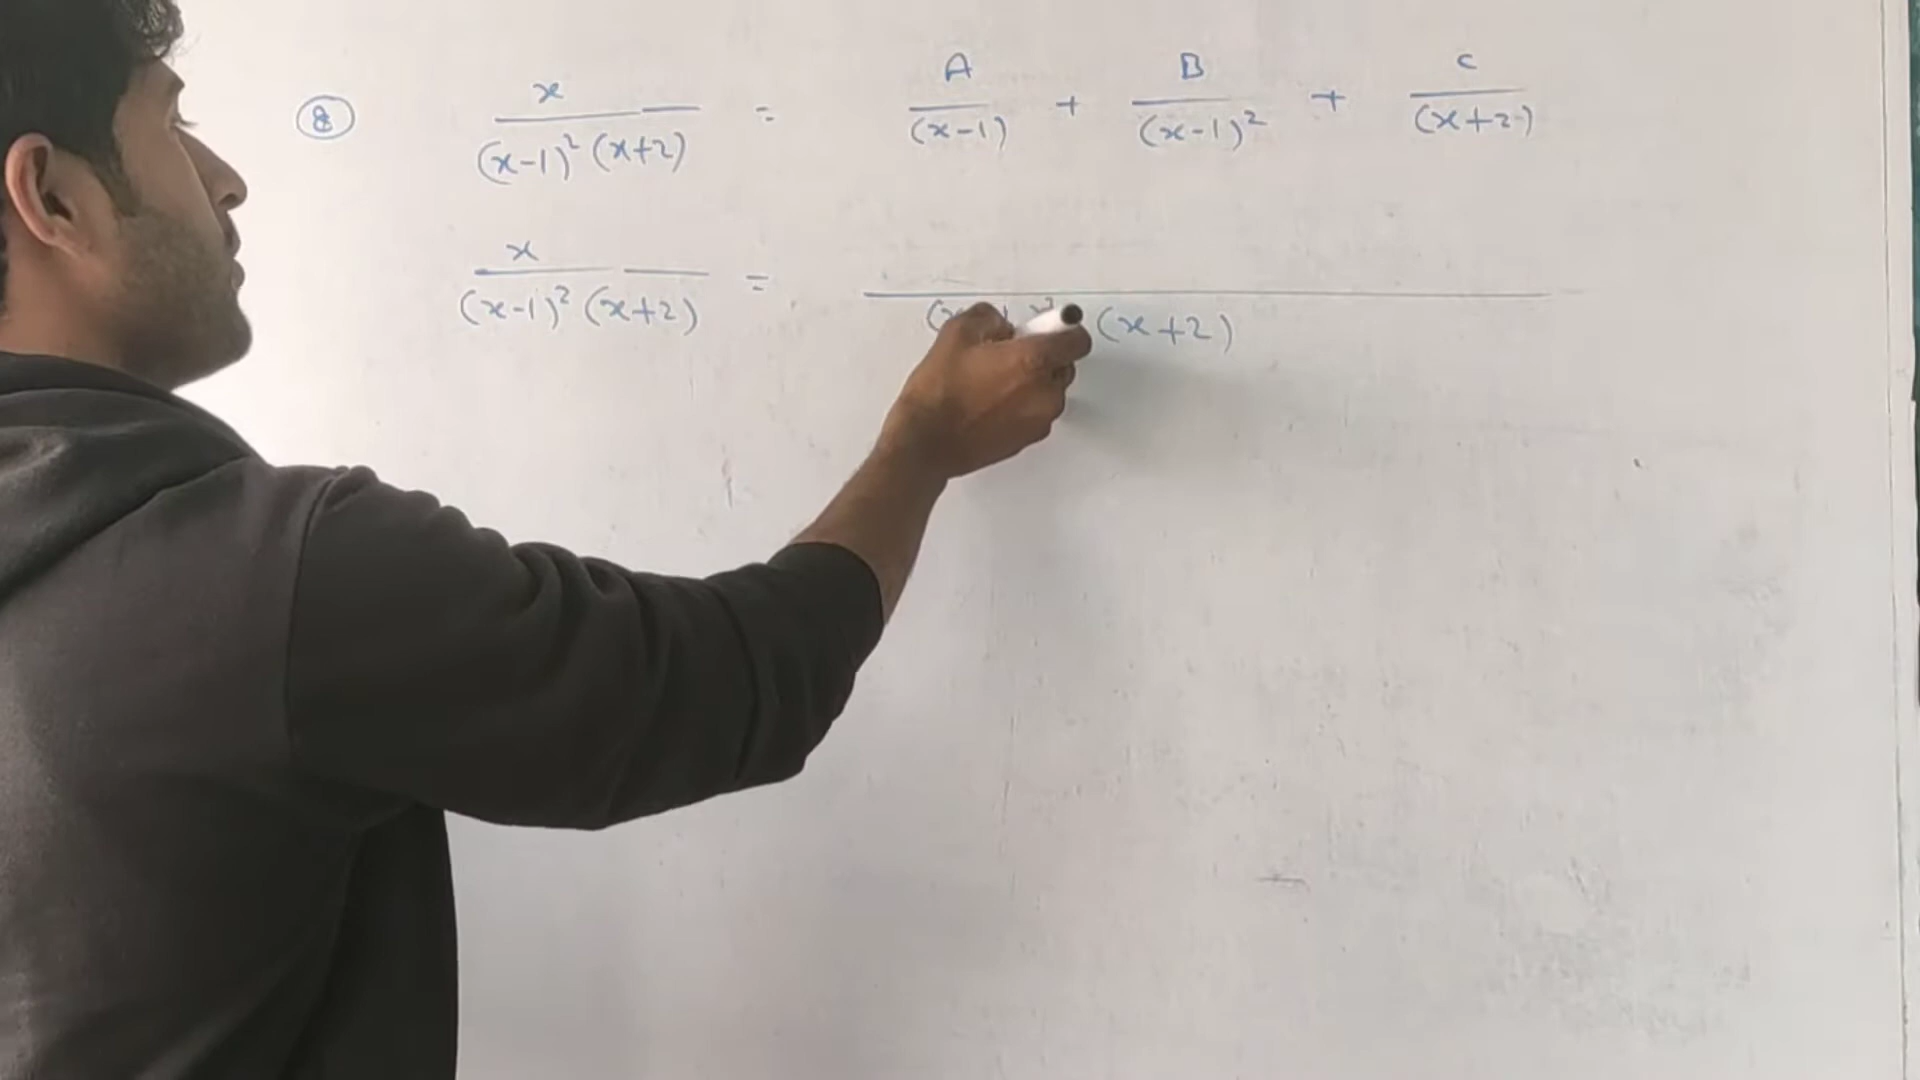 ⑧ x/((x-1)²(x+2)) = A/(x-1) + B/(x-1)² + C/(x+2)
x/((x-1)²(x+2)) = /(x+2)